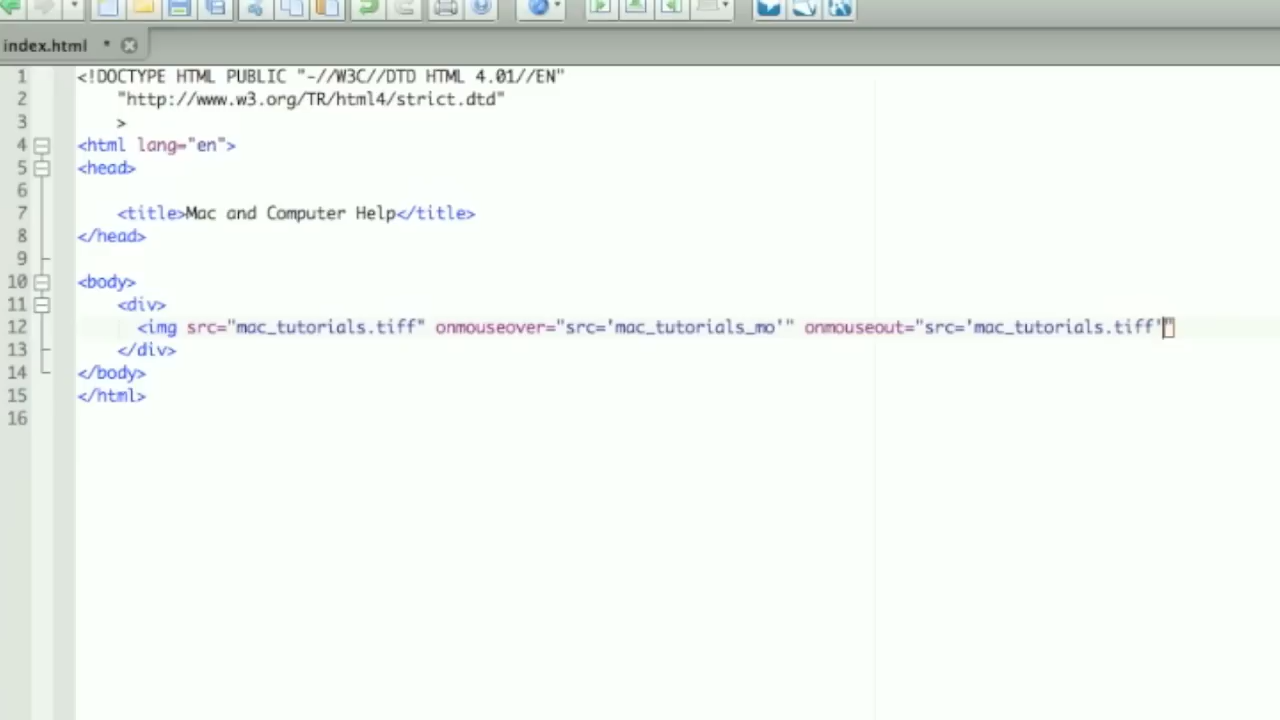 index.html *
1 <!DOCTYPE HTML PUBLIC "-//W3C//DTD HTML 4.01//EN"
2 "http://www.w3.org/TR/html4/strict.dtd"
3 >
4 <html lang="en">
5 <head>
6
7 <title>Mac and Computer Help</title>
8 </head>
9
10 <body>
11 <div>
12 <img src="mac_tutorials.tiff" onmouseover="src='mac_tutorials_mo'" onmouseout="src='mac_tutorials.tiff'"
13 </div>
14 </body>
15 </html>
16